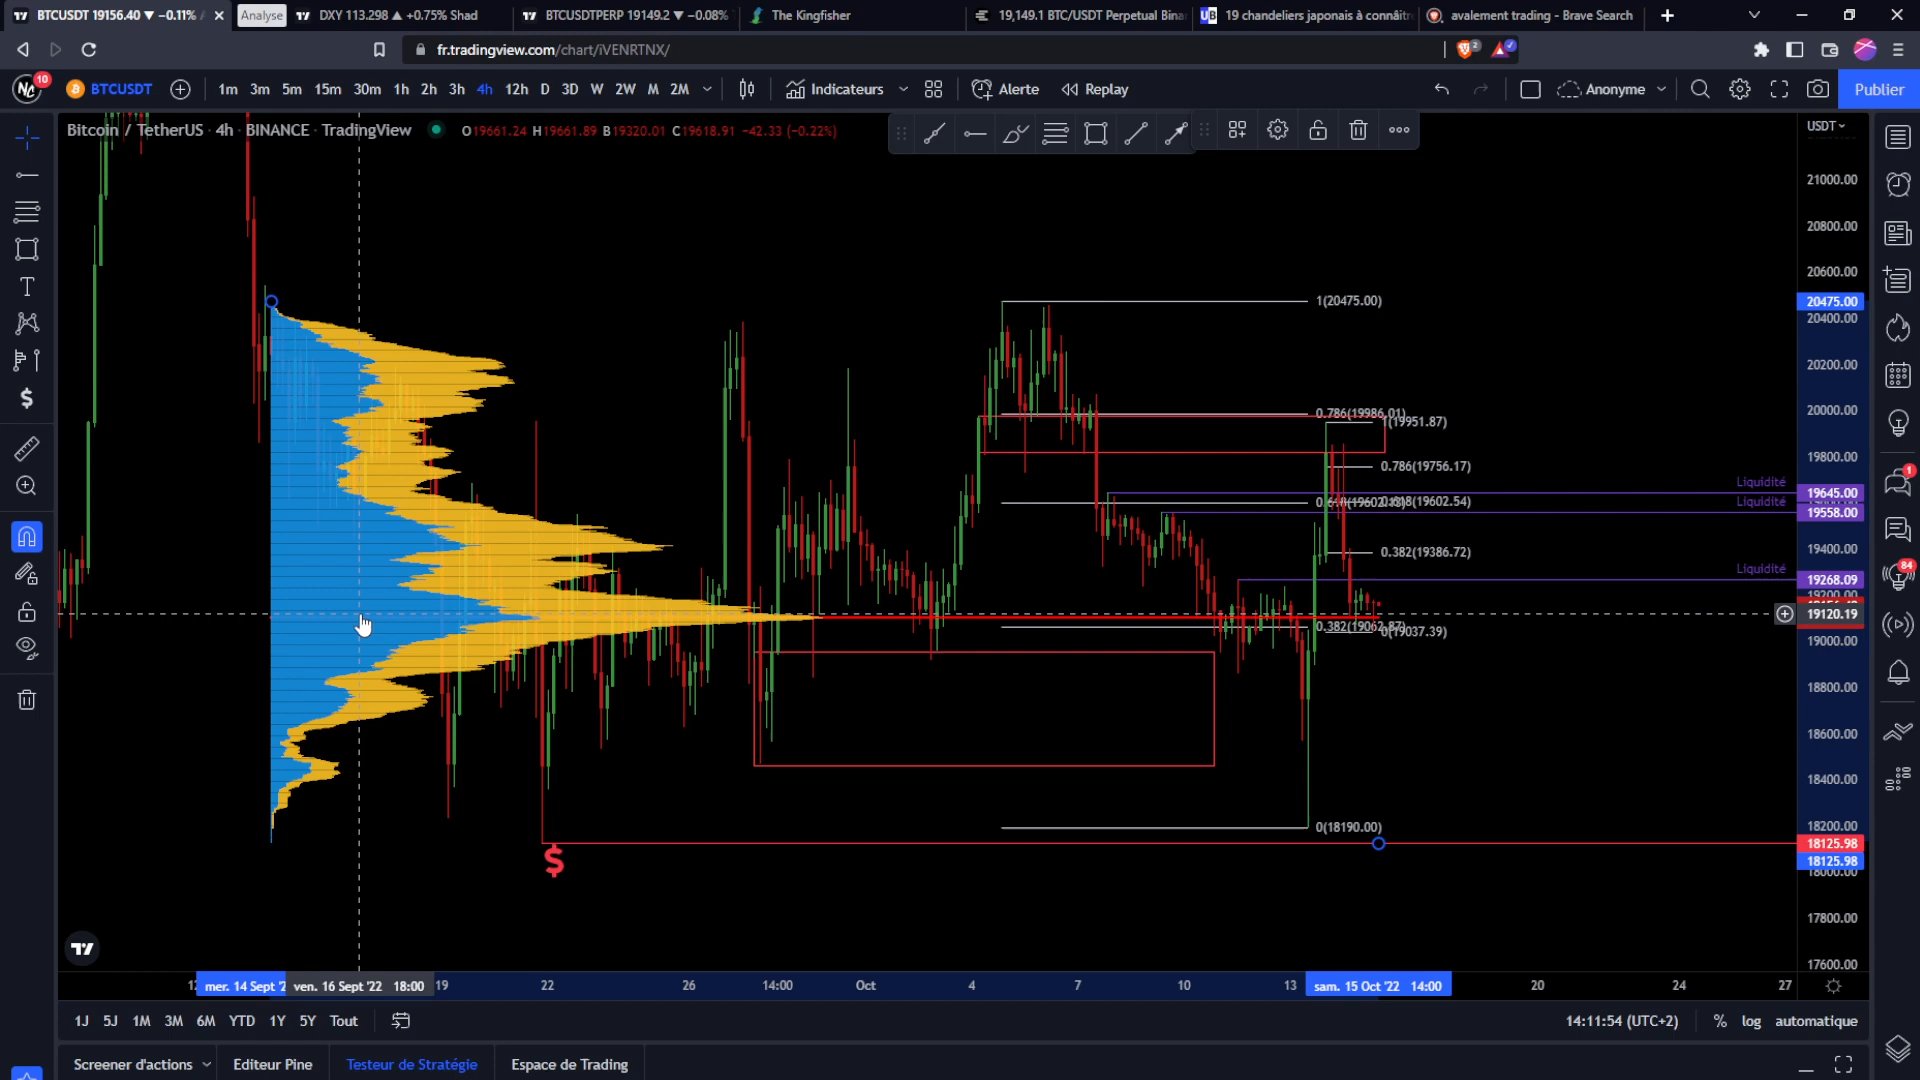 BTCUSDT 19156.40 ▼ −0.11%
Analyse
DXY 113.298 ▲ +0.75% Shad
BTCUSDTPERP 19149.2 ▼ −0.08%
The Kingfisher
19,149.1 BTC/USDT Perpetual Bina
19 chandeliers japonais à connaîtr
avalement trading - Brave Search
fr.tradingview.com/chart/iVENRTNX/
2
10
BTCUSDT
1m 3m 5m 15m 30m 1h 2h 3h 4h 12h D 3D W 2W M 2M
Indicateurs
Alerte
Replay
Anonyme
Publier
Bitcoin / TetherUS · 4h · BINANCE · TradingView
O19661.24 H19661.89 B19320.01 C19618.91 −42.33 (−0.22%)
USDT
21000.00
20800.00
20600.00
1(20475.00)
20475.00
20400.00
20200.00
0.786(19986.01)
20000.00
1(19951.87)
0.786(19756.17)
19800.00
Liquidité
19645.00
Liquidité
0.618(19602.54)
19558.00
0.382(19386.72)
19400.00
Liquidité
19268.09
19120.19
0.382(19062.87)
0(19037.39)
19000.00
18800.00
18600.00
18400.00
0(18190.00)
18200.00
18125.98
18125.98
18000.00
$
17800.00
17600.00
mer. 14 Sept '2
ven. 16 Sept '22 18:00
19
22
26
14:00
Oct
4
7
10
13
sam. 15 Oct '22 14:00
20
24
27
1
84
1J 5J 1M 3M 6M YTD 1Y 5Y Tout
14:11:54 (UTC+2)
% log automatique
Screener d'actions
Editeur Pine
Testeur de Stratégie
Espace de Trading